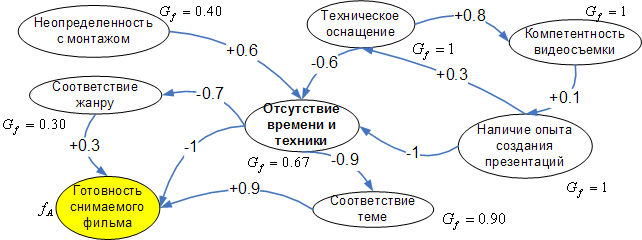 Неопределенность
с монтажом
G_f = 0.40
Техническое
оснащение
+0.8
G_f = 1
Компетентность
видеосъемки
G_f = 1
+0.6
-0.6
+0.3
+0.1
Соответствие
жанру
G_f = 0.30
-0.7
Отсутствие
времени и
техники
G_f = 0.67
-1
Наличие опыта
создания
презентаций
G_f = 1
+0.3
-1
-0.9
Готовность
снимаемого
фильма
f_A
+0.9
Соответствие
теме
G_f = 0.90